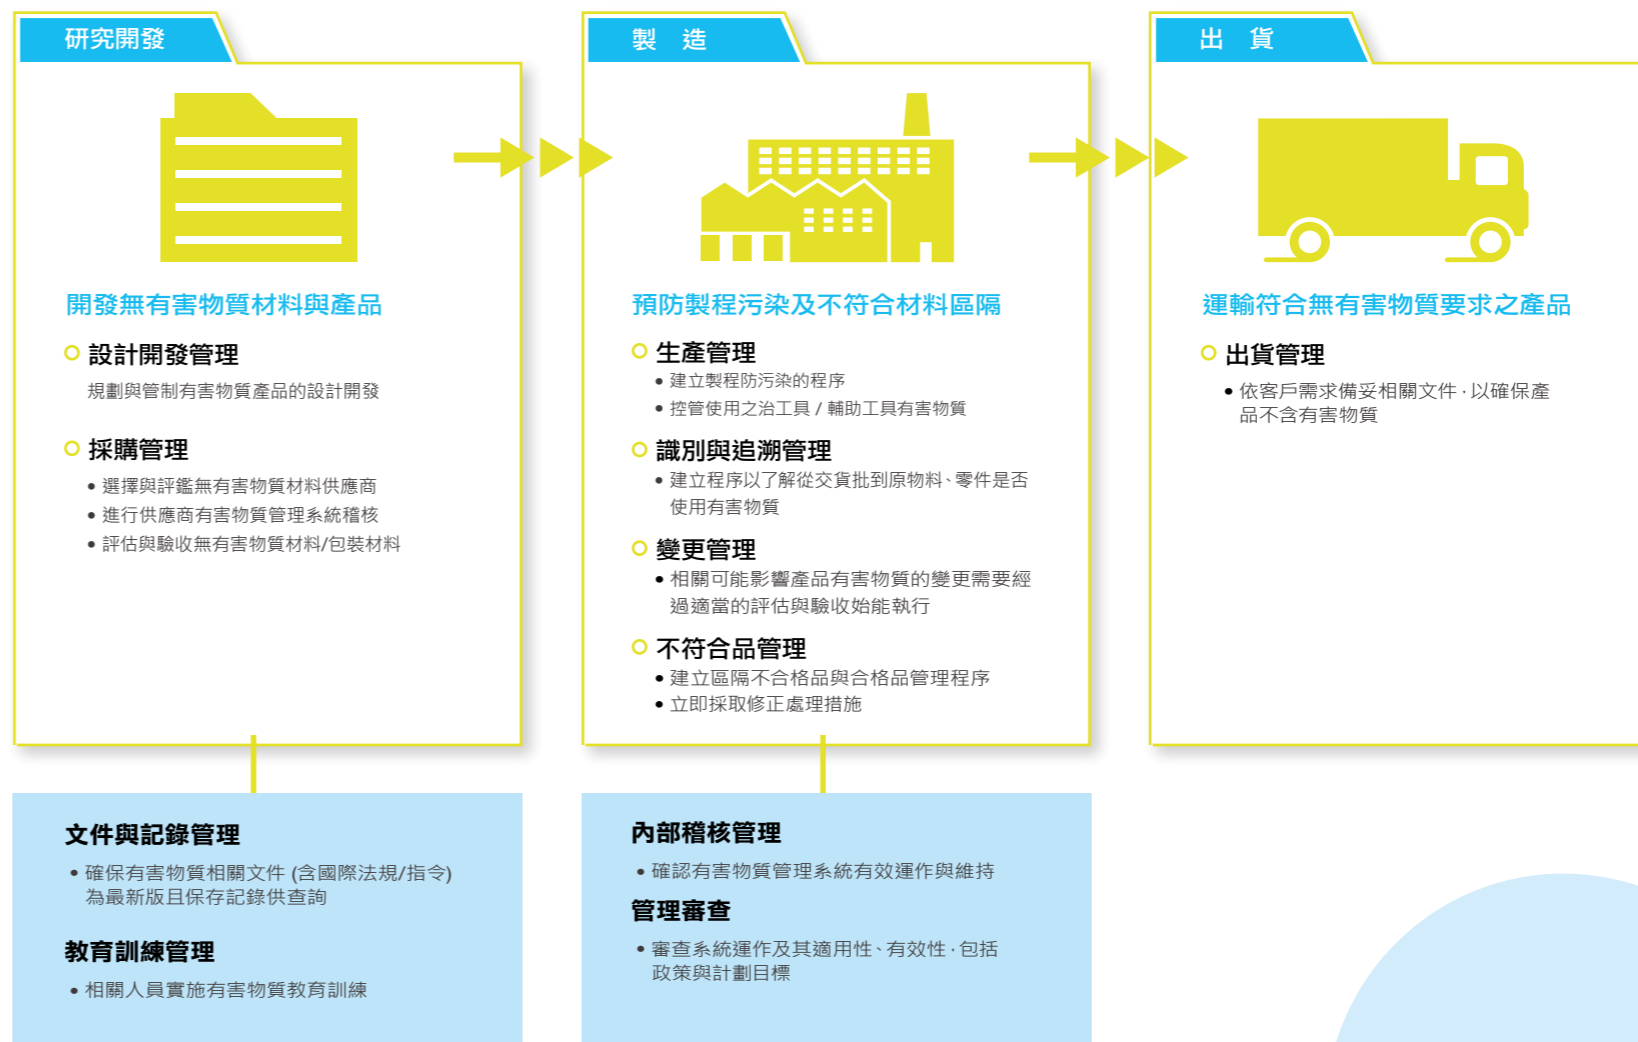 研究開發
開發無有害物質材料與產品
設計開發管理
規劃與管制有害物質產品的設計開發
採購管理
• 選擇與評鑑無有害物質材料供應商
• 進行供應商有害物質管理系統稽核
• 評估與驗收無有害物質材料/包裝材料
文件與記錄管理
• 確保有害物質相關文件 (含國際法規/指令)
為最新版且保存記錄供查詢
教育訓練管理
• 相關人員實施有害物質教育訓練
製 造
預防製程污染及不符合材料區隔
生產管理
• 建立製程防污染的程序
• 控管使用之治工具 / 輔助工具有害物質
識別與追溯管理
• 建立程序以了解從交貨批到原物料、零件是否
使用有害物質
變更管理
• 相關可能影響產品有害物質的變更需要經
過適當的評估與驗收始能執行
不符合品管理
• 建立區隔不合格品與合格品管理程序
• 立即採取修正處理措施
內部稽核管理
• 確認有害物質管理系統有效運作與維持
管理審查
• 審查系統運作及其適用性、有效性，包括
政策與計劃目標
出 貨
運輸符合無有害物質要求之產品
出貨管理
• 依客戶需求備妥相關文件，以確保產
品不含有害物質